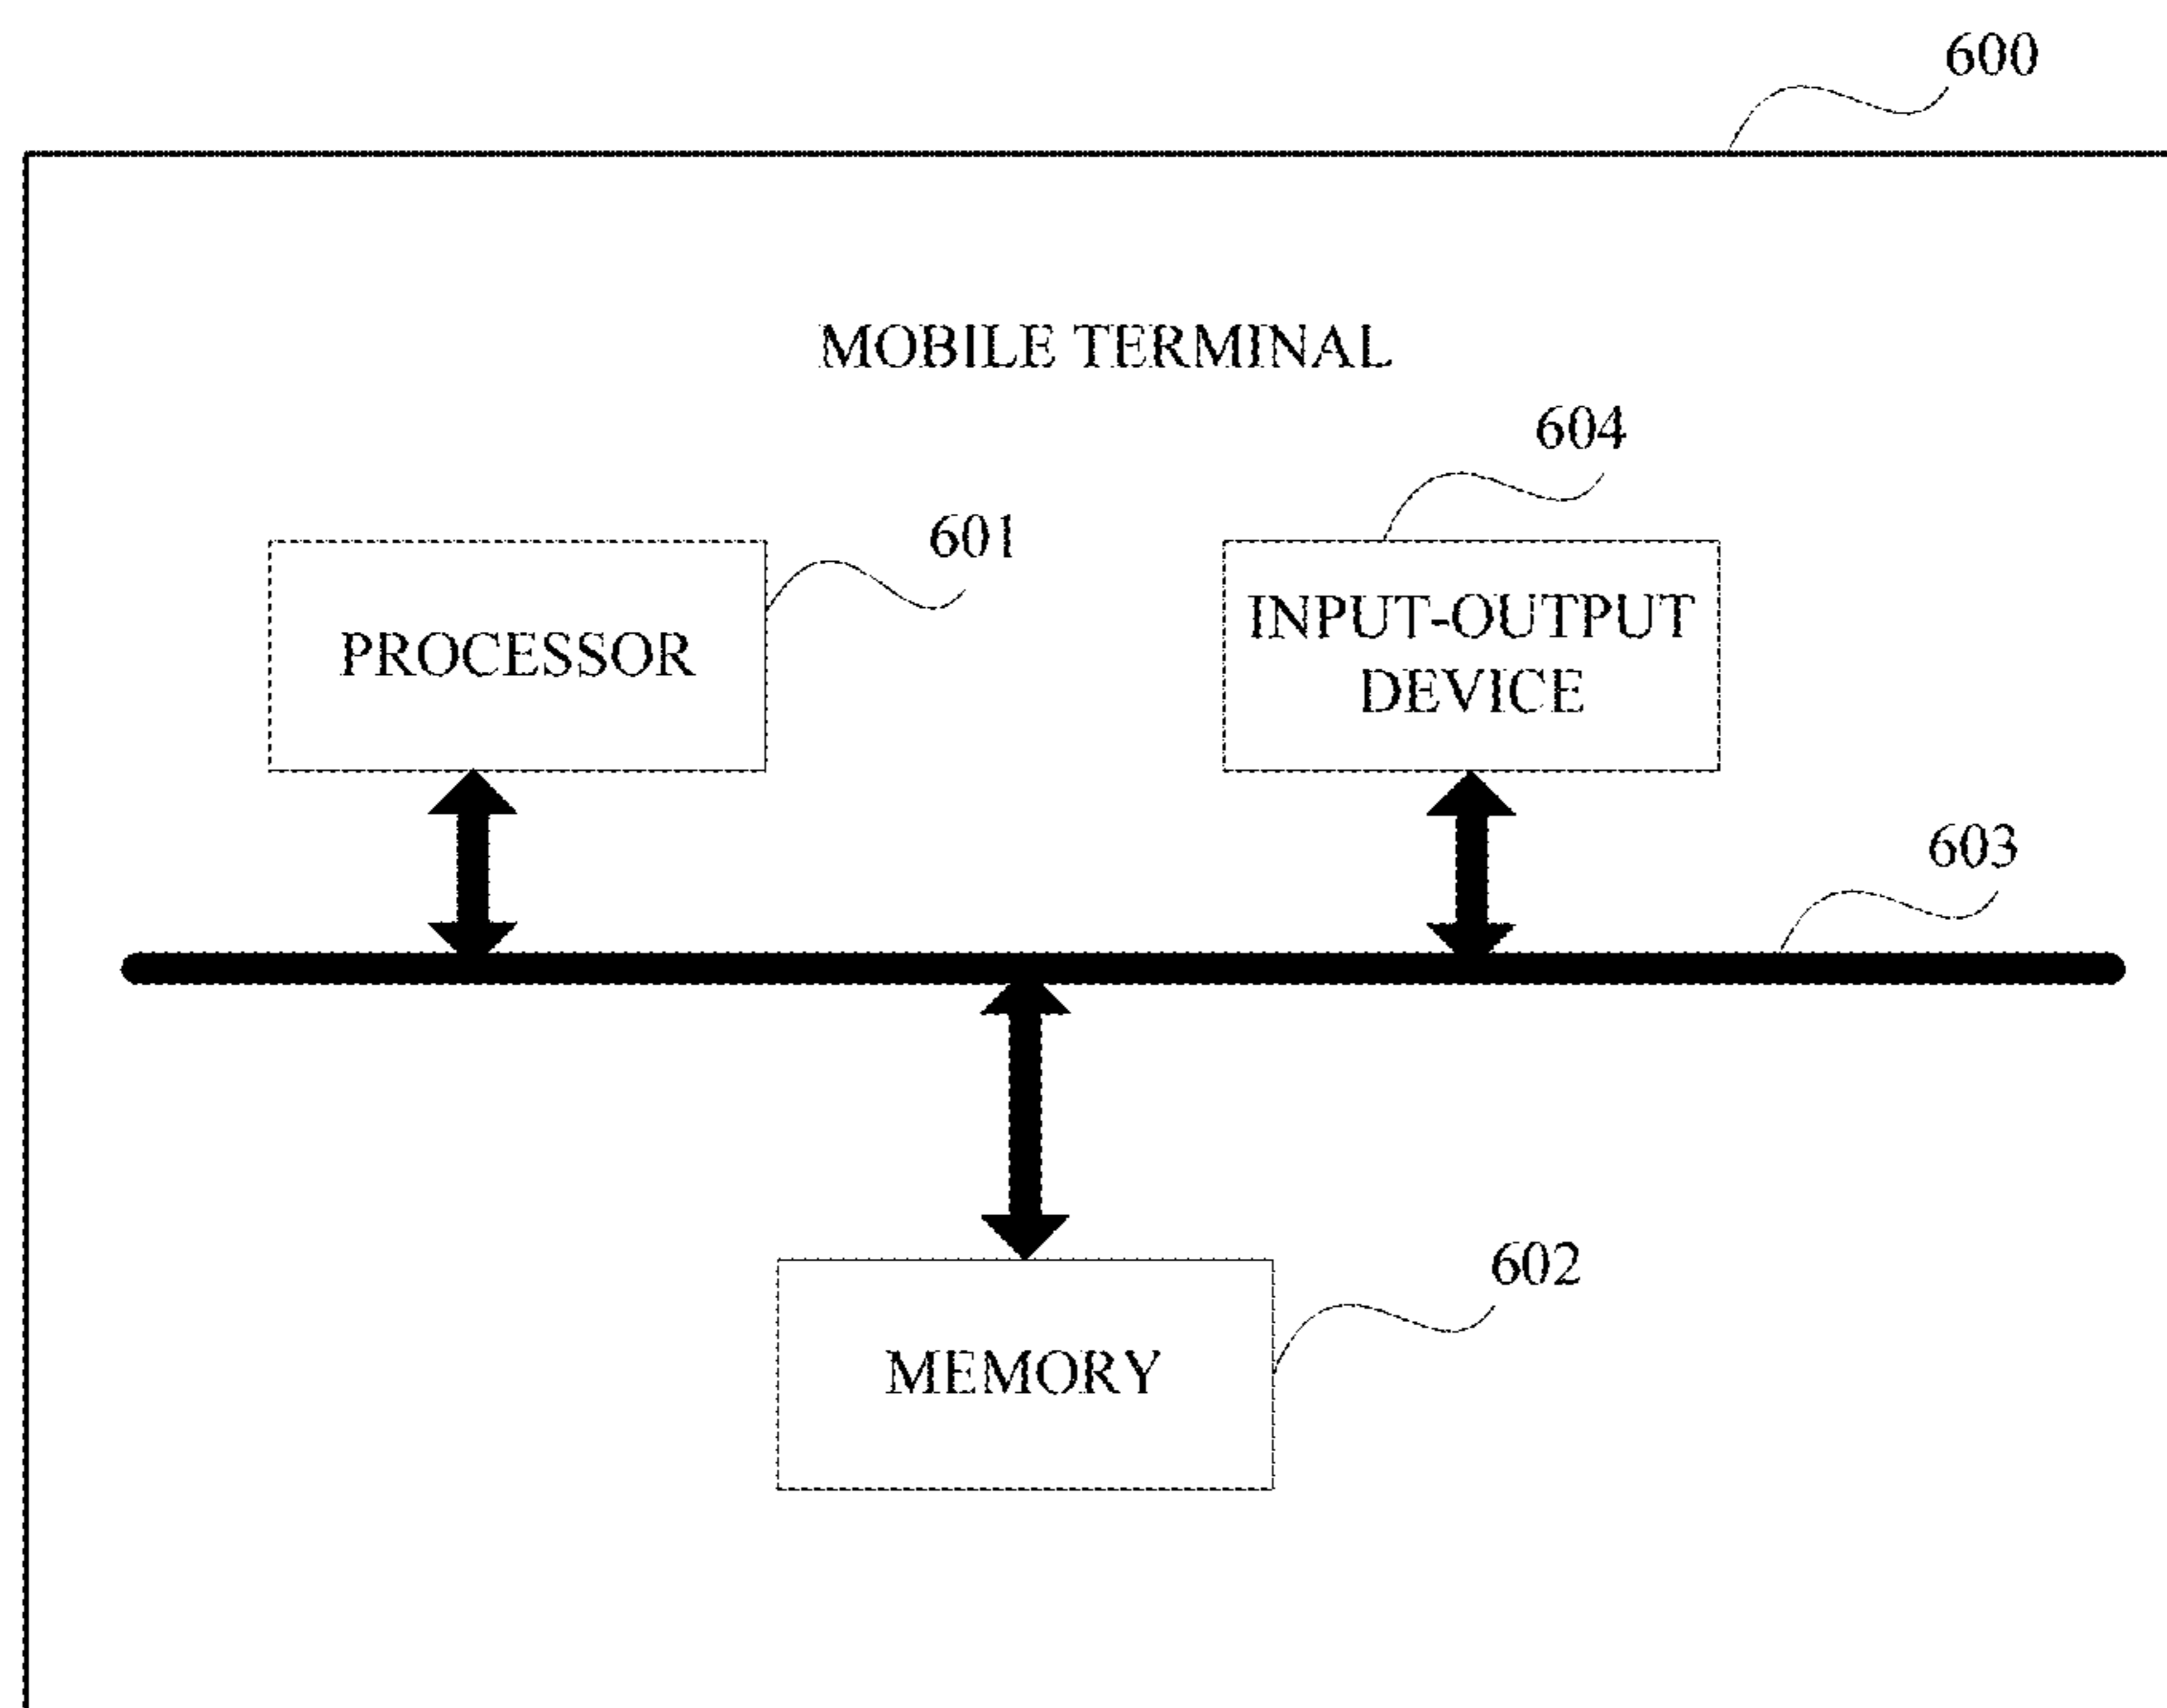 600
MOBILE TERMINAL
604
601
PROCESSOR
INPUT-OUTPUT
DEVICE
603
602
MEMORY